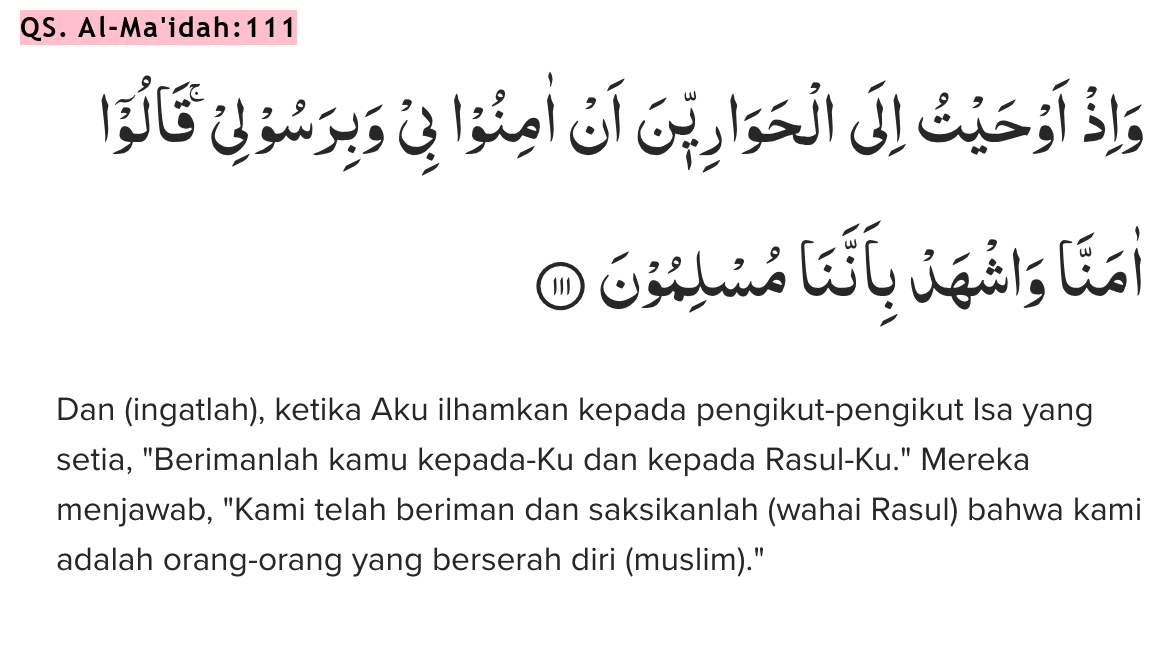 QS. Al-Ma'idah:111
وَاِذْ اَوْحَيْتُ اِلَى الْحَوَارِيّٖنَ اَنْ اٰمِنُوْا بِيْ وَبِرَسُوْلِيْ ۚ قَالُوْٓا
اٰمَنَّا وَاشْهَدْ بِاَنَّنَا مُسْلِمُوْنَ ١١١
Dan (ingatlah), ketika Aku ilhamkan kepada pengikut-pengikut Isa yang
setia, "Berimanlah kamu kepada-Ku dan kepada Rasul-Ku." Mereka
menjawab, "Kami telah beriman dan saksikanlah (wahai Rasul) bahwa kami
adalah orang-orang yang berserah diri (muslim)."